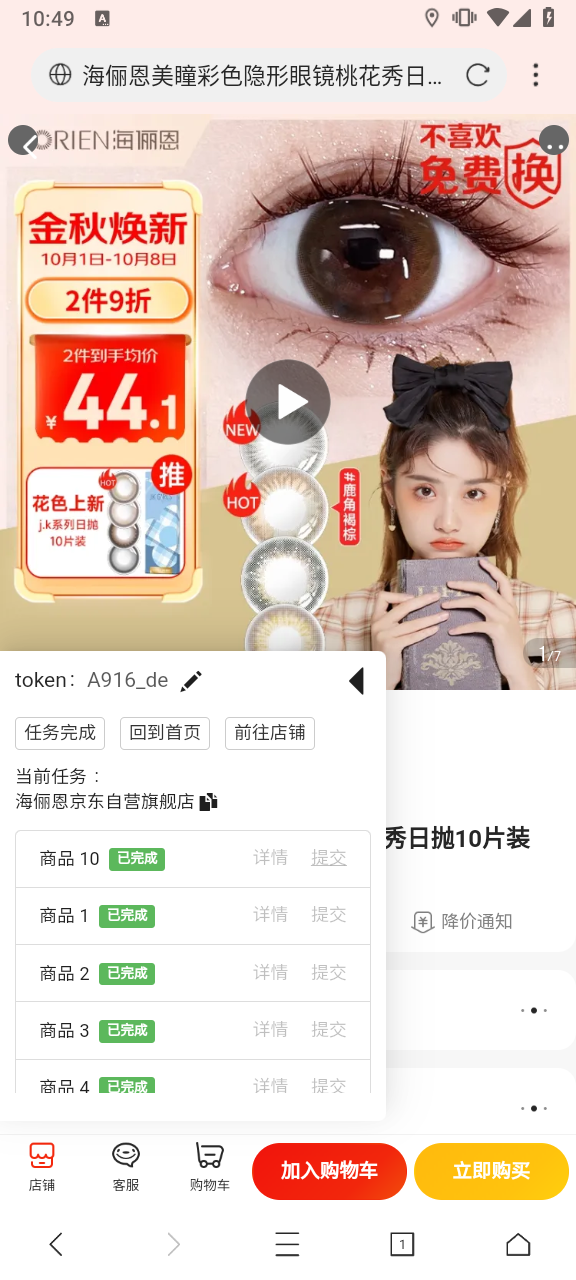 10:49
A
海俪恩美瞳彩色隐形眼镜桃花秀日...
ORIEN海俪恩
不喜欢
免费换
金秋焕新
10月1日-10月8日
2件9折
2件到手均价
¥44.1
推
花色上新
j.k系列日抛
10片装
HOT
NEW
HOT
#鹿角褐棕
1/7
token： A916_de
任务完成 回到首页 前往店铺
当前任务：
海俪恩京东自营旗舰店
秀日抛10片装
商品 10 已完成 详情 提交
商品 1 已完成 详情 提交
降价通知
商品 2 已完成 详情 提交
商品 3 已完成 详情 提交
商品 4 已完成 详情 提交
店铺 客服 购物车 加入购物车 立即购买
1